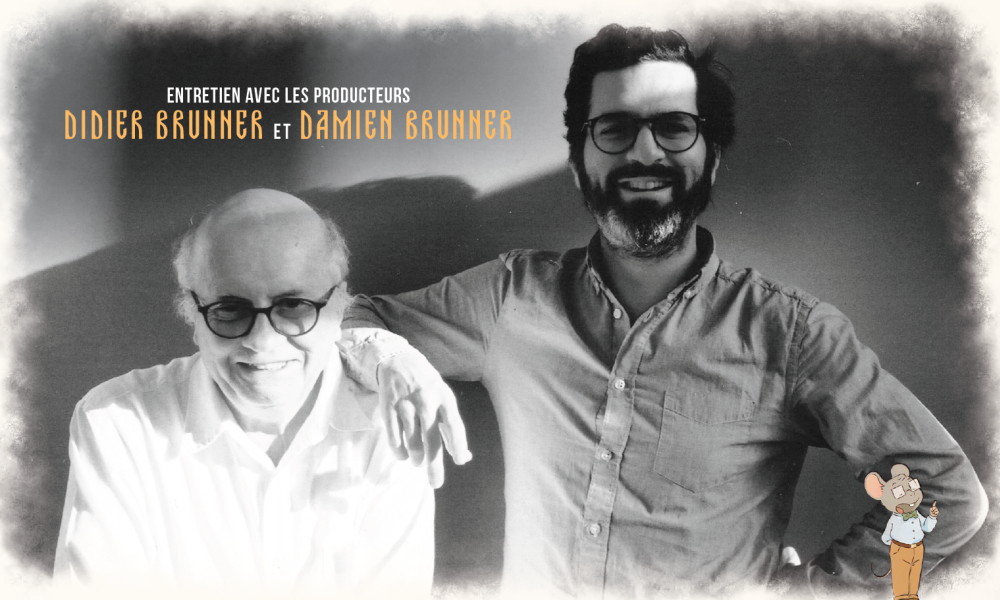 ENTRETIEN AVEC LES PRODUCTEURS
DIDIER BRUNNER ET DAMIEN BRUNNER